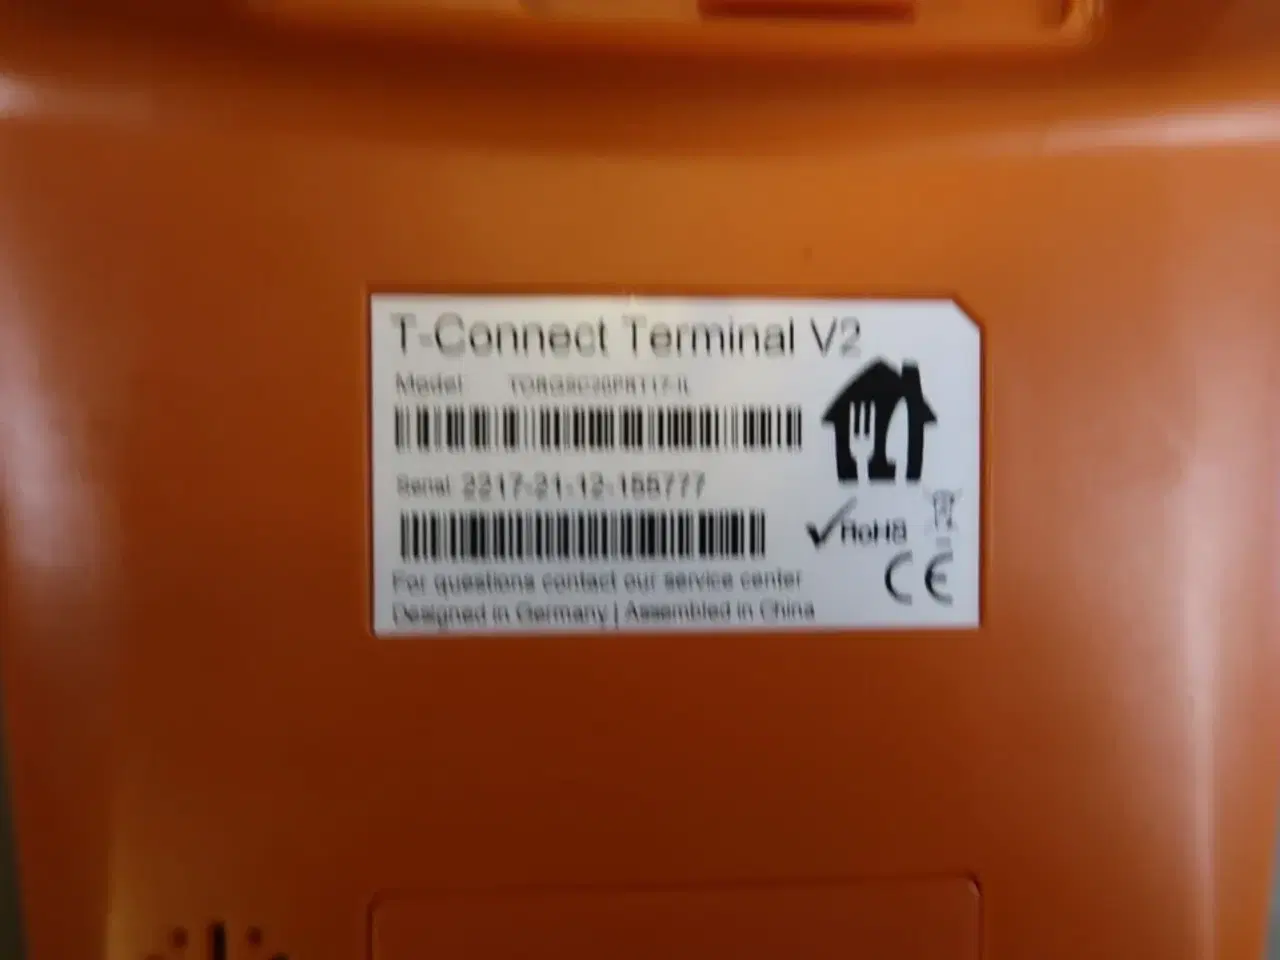 T-Connect Terminal V2
Model
Serial 2217-21-12-155777
RoHS
CE
For questions contact our service center
Designed in Germany | Assembled in China